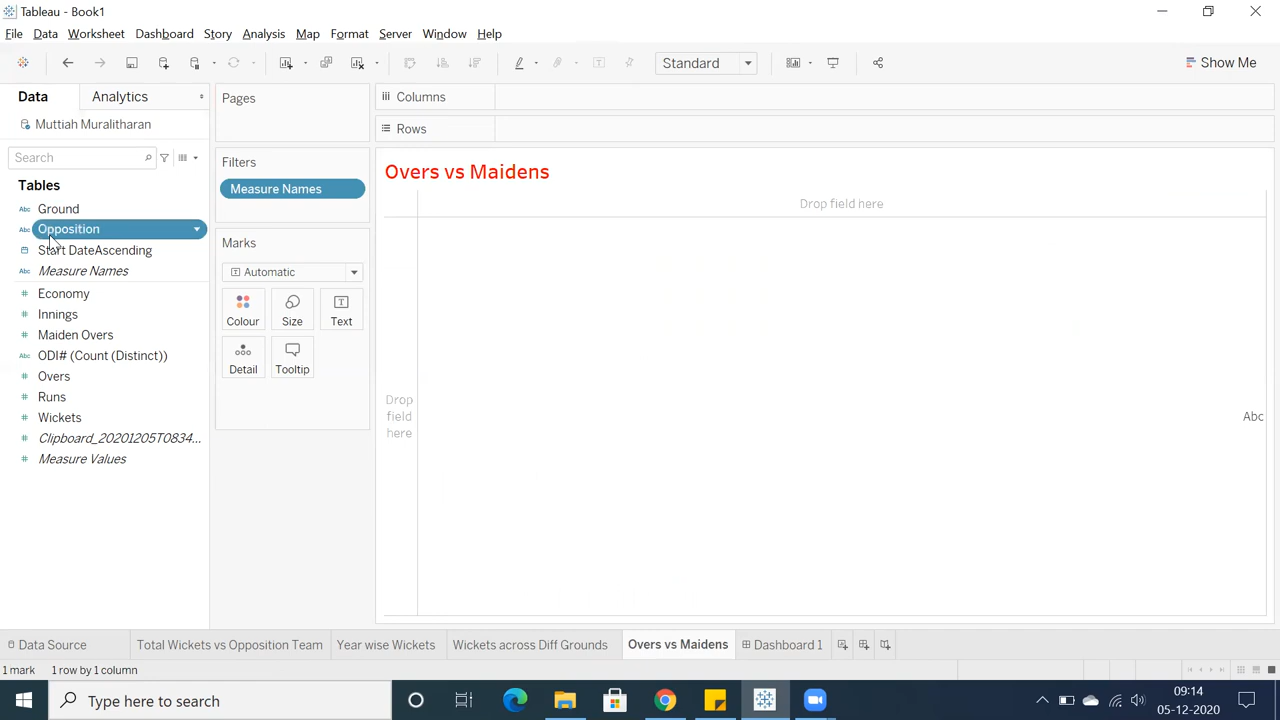 Tableau - Book1
File Data Worksheet Dashboard Story Analysis Map Format Server Window Help
Standard
Show Me
Data Analytics
Pages
Columns
Rows
Muttiah Muralitharan
Search
Tables
Ground
Opposition
Start DateAscending
Measure Names
Economy
Innings
Maiden Overs
ODI# (Count (Distinct))
Overs
Runs
Wickets
Clipboard_20201205T0834...
Measure Values
Abc
Abc
Abc
Abc
Filters
Measure Names
Marks
Automatic
Colour Size Text
Detail Tooltip
Overs vs Maidens
Drop field here
Drop
field
here
Abc
Data Source Total Wickets vs Opposition Team Year wise Wickets Wickets across Diff Grounds Overs vs Maidens Dashboard 1
1 mark 1 row by 1 column
Type here to search
09:14
05-12-2020